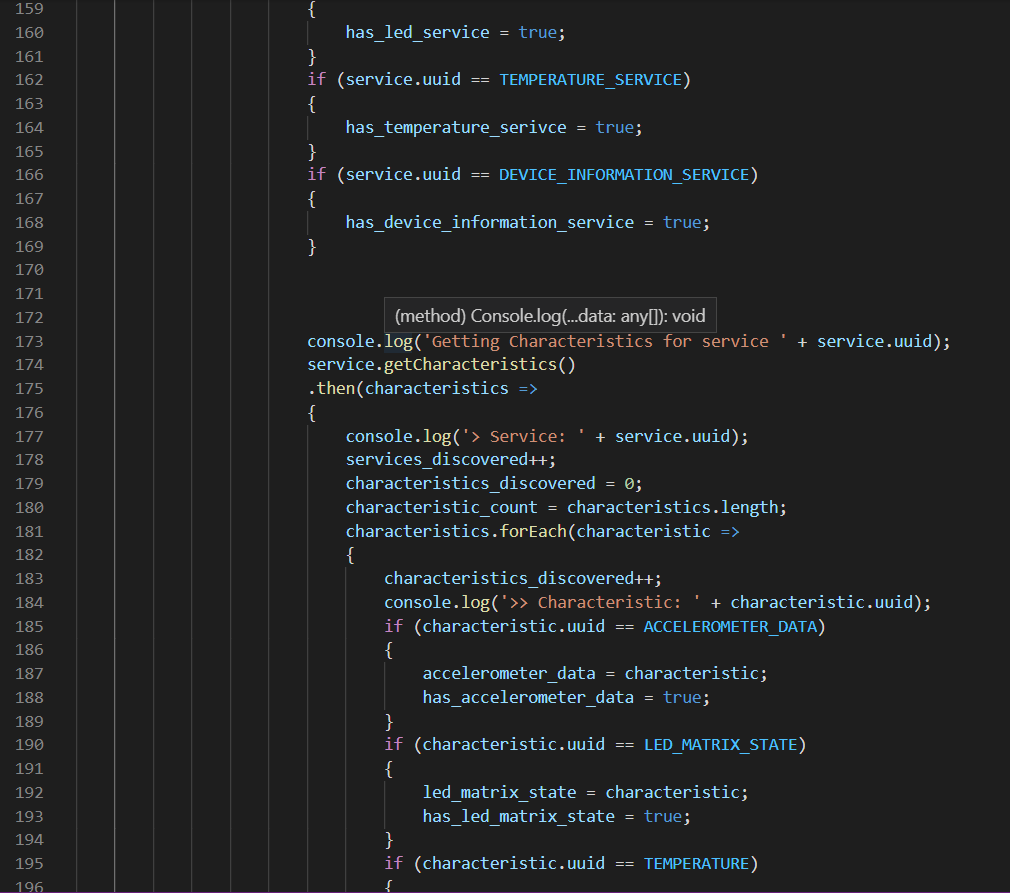 159 {
160 has_led_service = true;
161 }
162 if (service.uuid == TEMPERATURE_SERVICE)
163 {
164 has_temperature_serivce = true;
165 }
166 if (service.uuid == DEVICE_INFORMATION_SERVICE)
167 {
168 has_device_information_service = true;
169 }
170
171
172 (method) Console.log(...data: any[]): void
173 console.log('Getting Characteristics for service ' + service.uuid);
174 service.getCharacteristics()
175 .then(characteristics =>
176 {
177 console.log('> Service: ' + service.uuid);
178 services_discovered++;
179 characteristics_discovered = 0;
180 characteristic_count = characteristics.length;
181 characteristics.forEach(characteristic =>
182 {
183 characteristics_discovered++;
184 console.log('>> Characteristic: ' + characteristic.uuid);
185 if (characteristic.uuid == ACCELEROMETER_DATA)
186 {
187 accelerometer_data = characteristic;
188 has_accelerometer_data = true;
189 }
190 if (characteristic.uuid == LED_MATRIX_STATE)
191 {
192 led_matrix_state = characteristic;
193 has_led_matrix_state = true;
194 }
195 if (characteristic.uuid == TEMPERATURE)
196 {